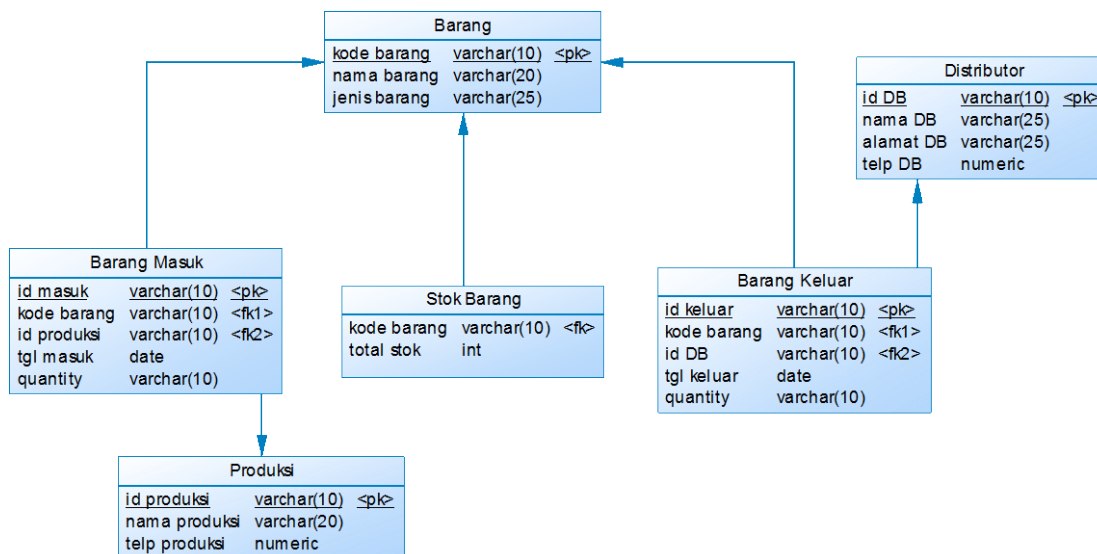 Barang
kode barang varchar(10) <pk>
nama barang varchar(20)
jenis barang varchar(25)
Distributor
id DB varchar(10) <pk>
nama DB varchar(25)
alamat DB varchar(25)
telp DB numeric
Barang Masuk
id masuk varchar(10) <pk>
kode barang varchar(10) <fk1>
id produksi varchar(10) <fk2>
tgl masuk date
quantity varchar(10)
Stok Barang
kode barang varchar(10) <fk>
total stok int
Barang Keluar
id keluar varchar(10) <pk>
kode barang varchar(10) <fk1>
id DB varchar(10) <fk2>
tgl keluar date
quantity varchar(10)
Produksi
id produksi varchar(10) <pk>
nama produksi varchar(20)
telp produksi numeric